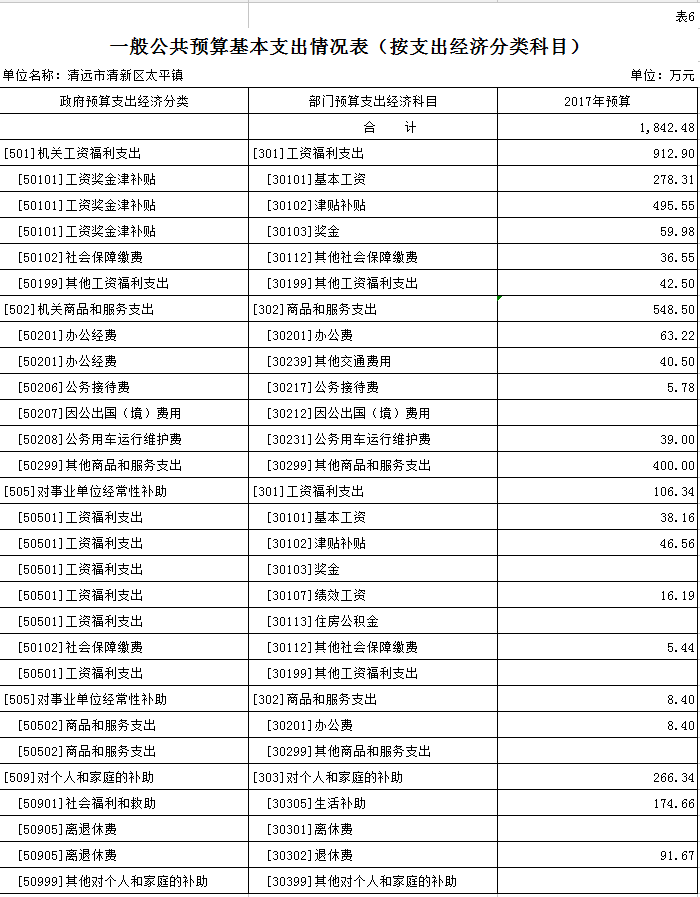 表6
一般公共预算基本支出情况表（按支出经济分类科目）
单位名称：清远市清新区太平镇 单位：万元
政府预算支出经济分类 部门预算支出经济科目 2017年预算
合 计 1,842.48
[501]机关工资福利支出 [301]工资福利支出 912.90
[50101]工资奖金津补贴 [30101]基本工资 278.31
[50101]工资奖金津补贴 [30102]津贴补贴 495.55
[50101]工资奖金津补贴 [30103]奖金 59.98
[50102]社会保障缴费 [30112]其他社会保障缴费 36.55
[50199]其他工资福利支出 [30199]其他工资福利支出 42.50
[502]机关商品和服务支出 [302]商品和服务支出 548.50
[50201]办公经费 [30201]办公费 63.22
[50201]办公经费 [30239]其他交通费用 40.50
[50206]公务接待费 [30217]公务接待费 5.78
[50207]因公出国（境）费用 [30212]因公出国（境）费用
[50208]公务用车运行维护费 [30231]公务用车运行维护费 39.00
[50299]其他商品和服务支出 [30299]其他商品和服务支出 400.00
[505]对事业单位经常性补助 [301]工资福利支出 106.34
[50501]工资福利支出 [30101]基本工资 38.16
[50501]工资福利支出 [30102]津贴补贴 46.56
[50501]工资福利支出 [30103]奖金
[50501]工资福利支出 [30107]绩效工资 16.19
[50501]工资福利支出 [30113]住房公积金
[50102]社会保障缴费 [30112]其他社会保障缴费 5.44
[50501]工资福利支出 [30199]其他工资福利支出
[505]对事业单位经常性补助 [302]商品和服务支出 8.40
[50502]商品和服务支出 [30201]办公费 8.40
[50502]商品和服务支出 [30299]其他商品和服务支出
[509]对个人和家庭的补助 [303]对个人和家庭的补助 266.34
[50901]社会福利和救助 [30305]生活补助 174.66
[50905]离退休费 [30301]离休费
[50905]离退休费 [30302]退休费 91.67
[50999]其他对个人和家庭的补助 [30399]其他对个人和家庭的补助